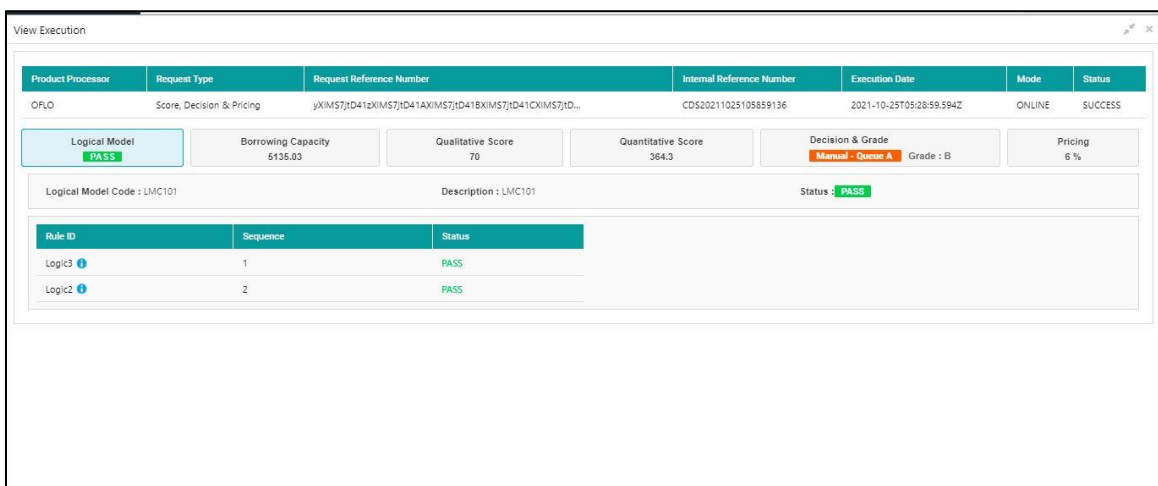 View Execution
Product Processor Request Type Request Reference Number Internal Reference Number Execution Date Mode Status
OFLO Score, Decision & Pricing yXIMS7jtD41zXIMS7jtD41AXIMS7jtD41BXIMS7jtD41CXIMS7jtD... CDS20211025105859136 2021-10-25T05:28:59.594Z ONLINE SUCCESS
Logical Model Borrowing Capacity Qualitative Score Quantitative Score Decision & Grade Pricing
PASS 5135.03 70 364.3 Manual - Queue A Grade : B 6 %
Logical Model Code : LMC101 Description : LMC101 Status : PASS
Rule ID Sequence Status
Logic3 1 PASS
Logic2 2 PASS